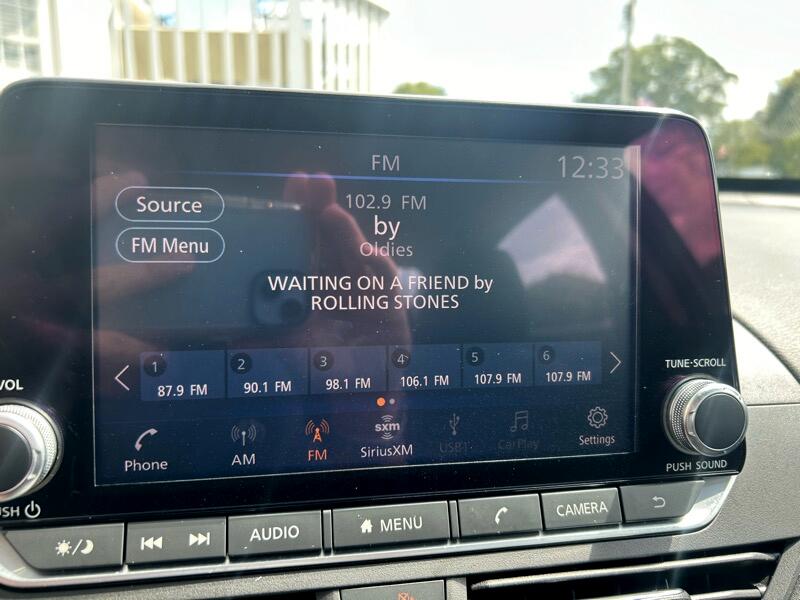 FM
12:33
Source
102.9 FM
by
FM Menu
Oldies
WAITING ON A FRIEND by
ROLLING STONES
1
2
3
4
5
6
87.9 FM
90.1 FM
98.1 FM
106.1 FM
107.9 FM
107.9 FM
VOL
TUNE·SCROLL
sxm
Phone
AM
FM
SiriusXM
USB1
CarPlay
Settings
PUSH SOUND
USH
AUDIO
MENU
CAMERA